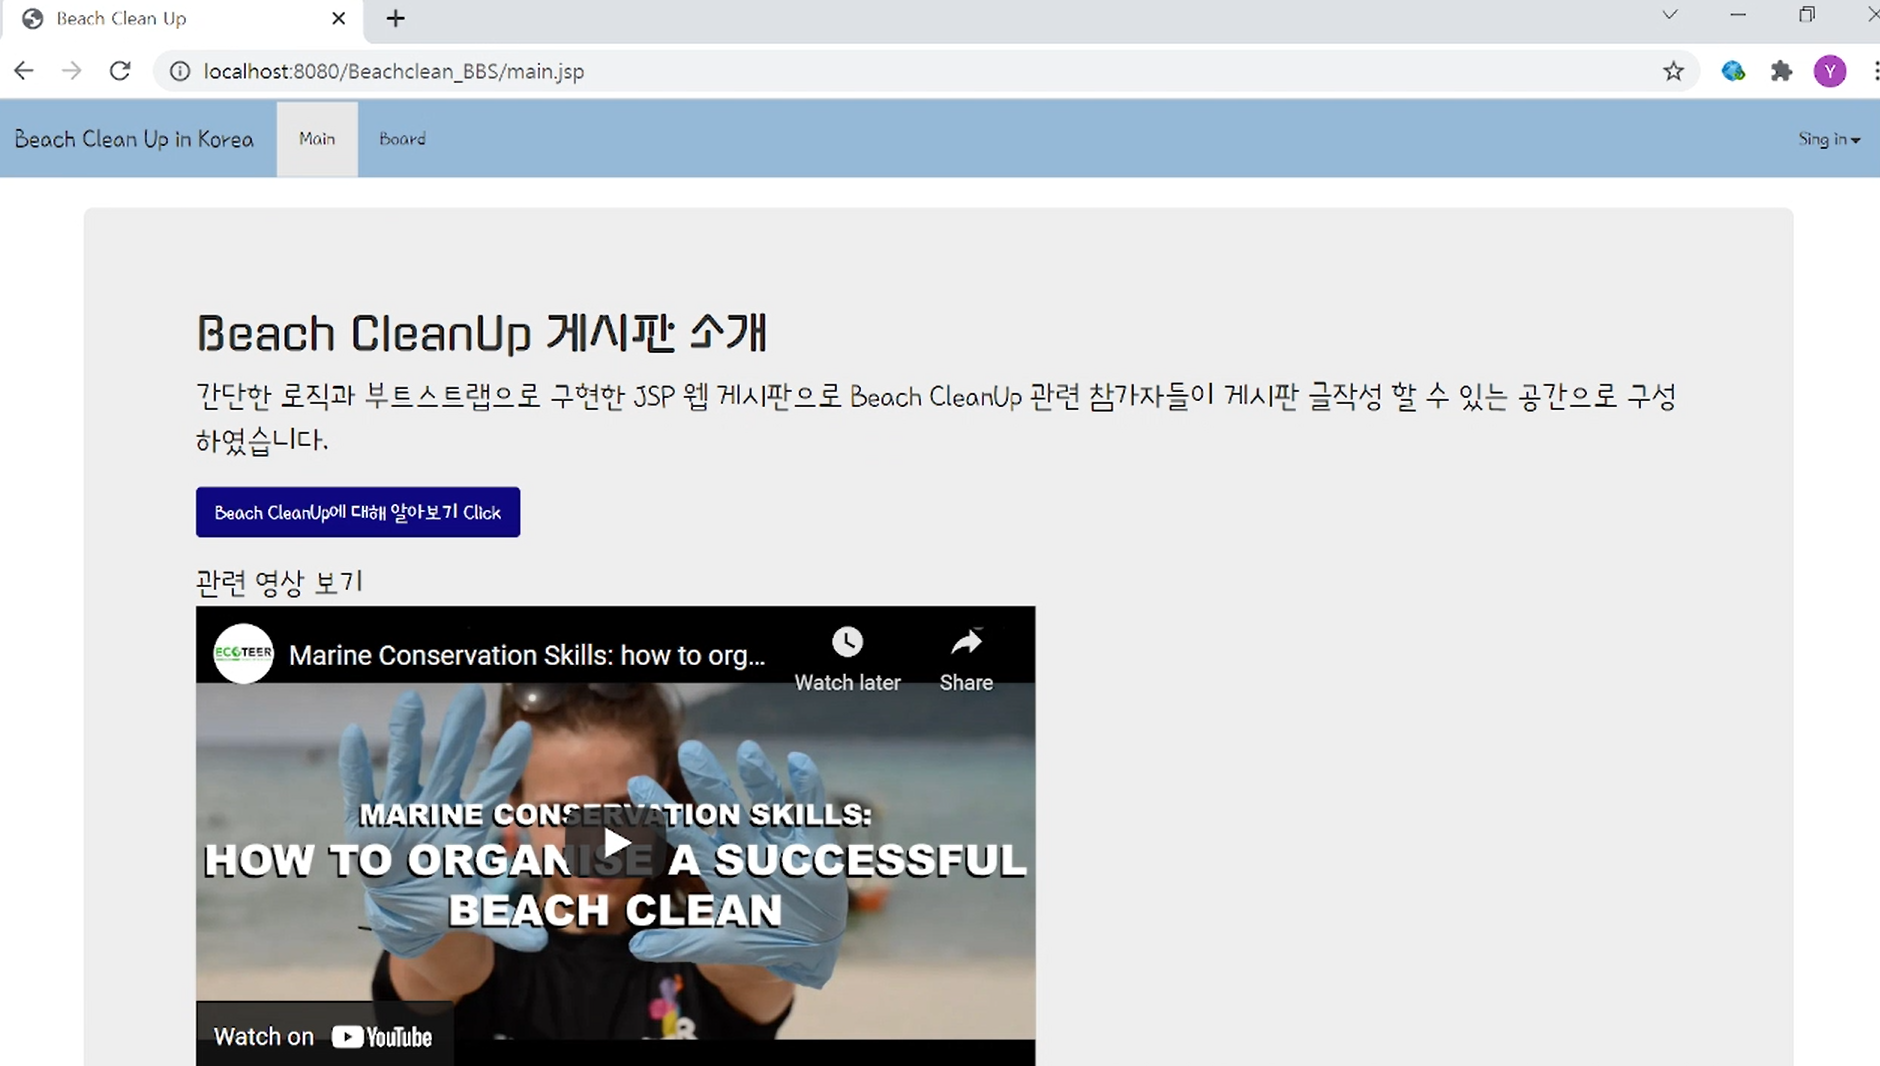 Beach Clean Up
localhost:8080/Beachclean_BBS/main.jsp
Y
Beach Clean Up in Korea
Main
Board
Sing in
Beach CleanUp 게시판 소개
간단한 로직과 부트스트랩으로 구현한 JSP 웹 게시판으로 Beach CleanUp 관련 참가자들이 게시판 글작성 할 수 있는 공간으로 구성
하였습니다.
Beach CleanUp에 대해 알아보기 Click
관련 영상 보기
ECOTEER
Marine Conservation Skills: how to org...
Watch later
Share
MARINE CONSERVATION SKILLS:
HOW TO ORGANISE A SUCCESSFUL
BEACH CLEAN
Watch on YouTube